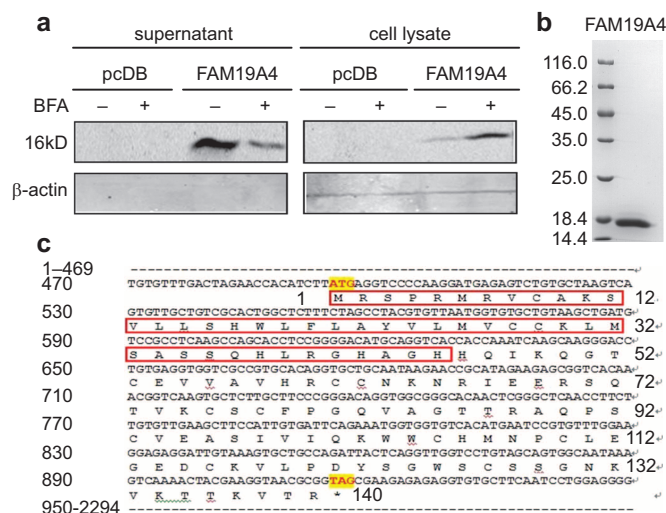 a
supernatant cell lysate
pcDB FAM19A4 pcDB FAM19A4
BFA – + – + – + – +
16kD
β-actin
b
FAM19A4
116.0
66.2
45.0
35.0
25.0
18.4
14.4
c
1–469
470 TGTGTTTGACTAGAACCACATCTTATGAGGTCCCCAAGGATGAGAGTCTGTGCTAAGTCA
1 M R S P R M R V C A K S 12
530 GTGTTGCTGTCGCACTGGCTCTTTCTAGCCTACGTGTTAATGGTGTGCTGTAAGCTGATG
V L L S H W L F L A Y V L M V C C K L M 32
590 TCCGCCTCAAGCCAGCACCTCCGGGGACATGCAGGTCACCACCAAATCAAGCAAGGGACC
S A S S Q H L R G H A G H H Q I K Q G T 52
650 TGTGAGGTGGTCGCCGTGCACAGGTGCTGCAATAAGAACCGCATAGAAGAGCGGTCACAA
C E V V A V H R C C N K N R I E E R S Q 72
710 ACGGTCAAGTGCTCTTGCTTCCCGGGACAGGTGGCGGGCACAACTCGGGCTCAACCTTCT
T V K C S C F P G Q V A G T T R A Q P S 92
770 TGTGTTGAAGCTTCCATTGTGATTCAGAAATGGTGGTGTCACATGAATCCGTGTTTGGAA
C V E A S I V I Q K W W C H M N P C L E 112
830 GGAGAGGATTGTAAAGTGCTGCCAGATTACTCAGGTTGGTCCTGTAGCAGTGGCAATAAA
G E D C K V L P D Y S G W S C S S G N K 132
890 GTCAAAACTACGAAGGTAACGCGGTAGCGAAGAGAGAGGTGTGCTTCAATCCTGGAGGGG
V K T T K V T R * 140
950-2294